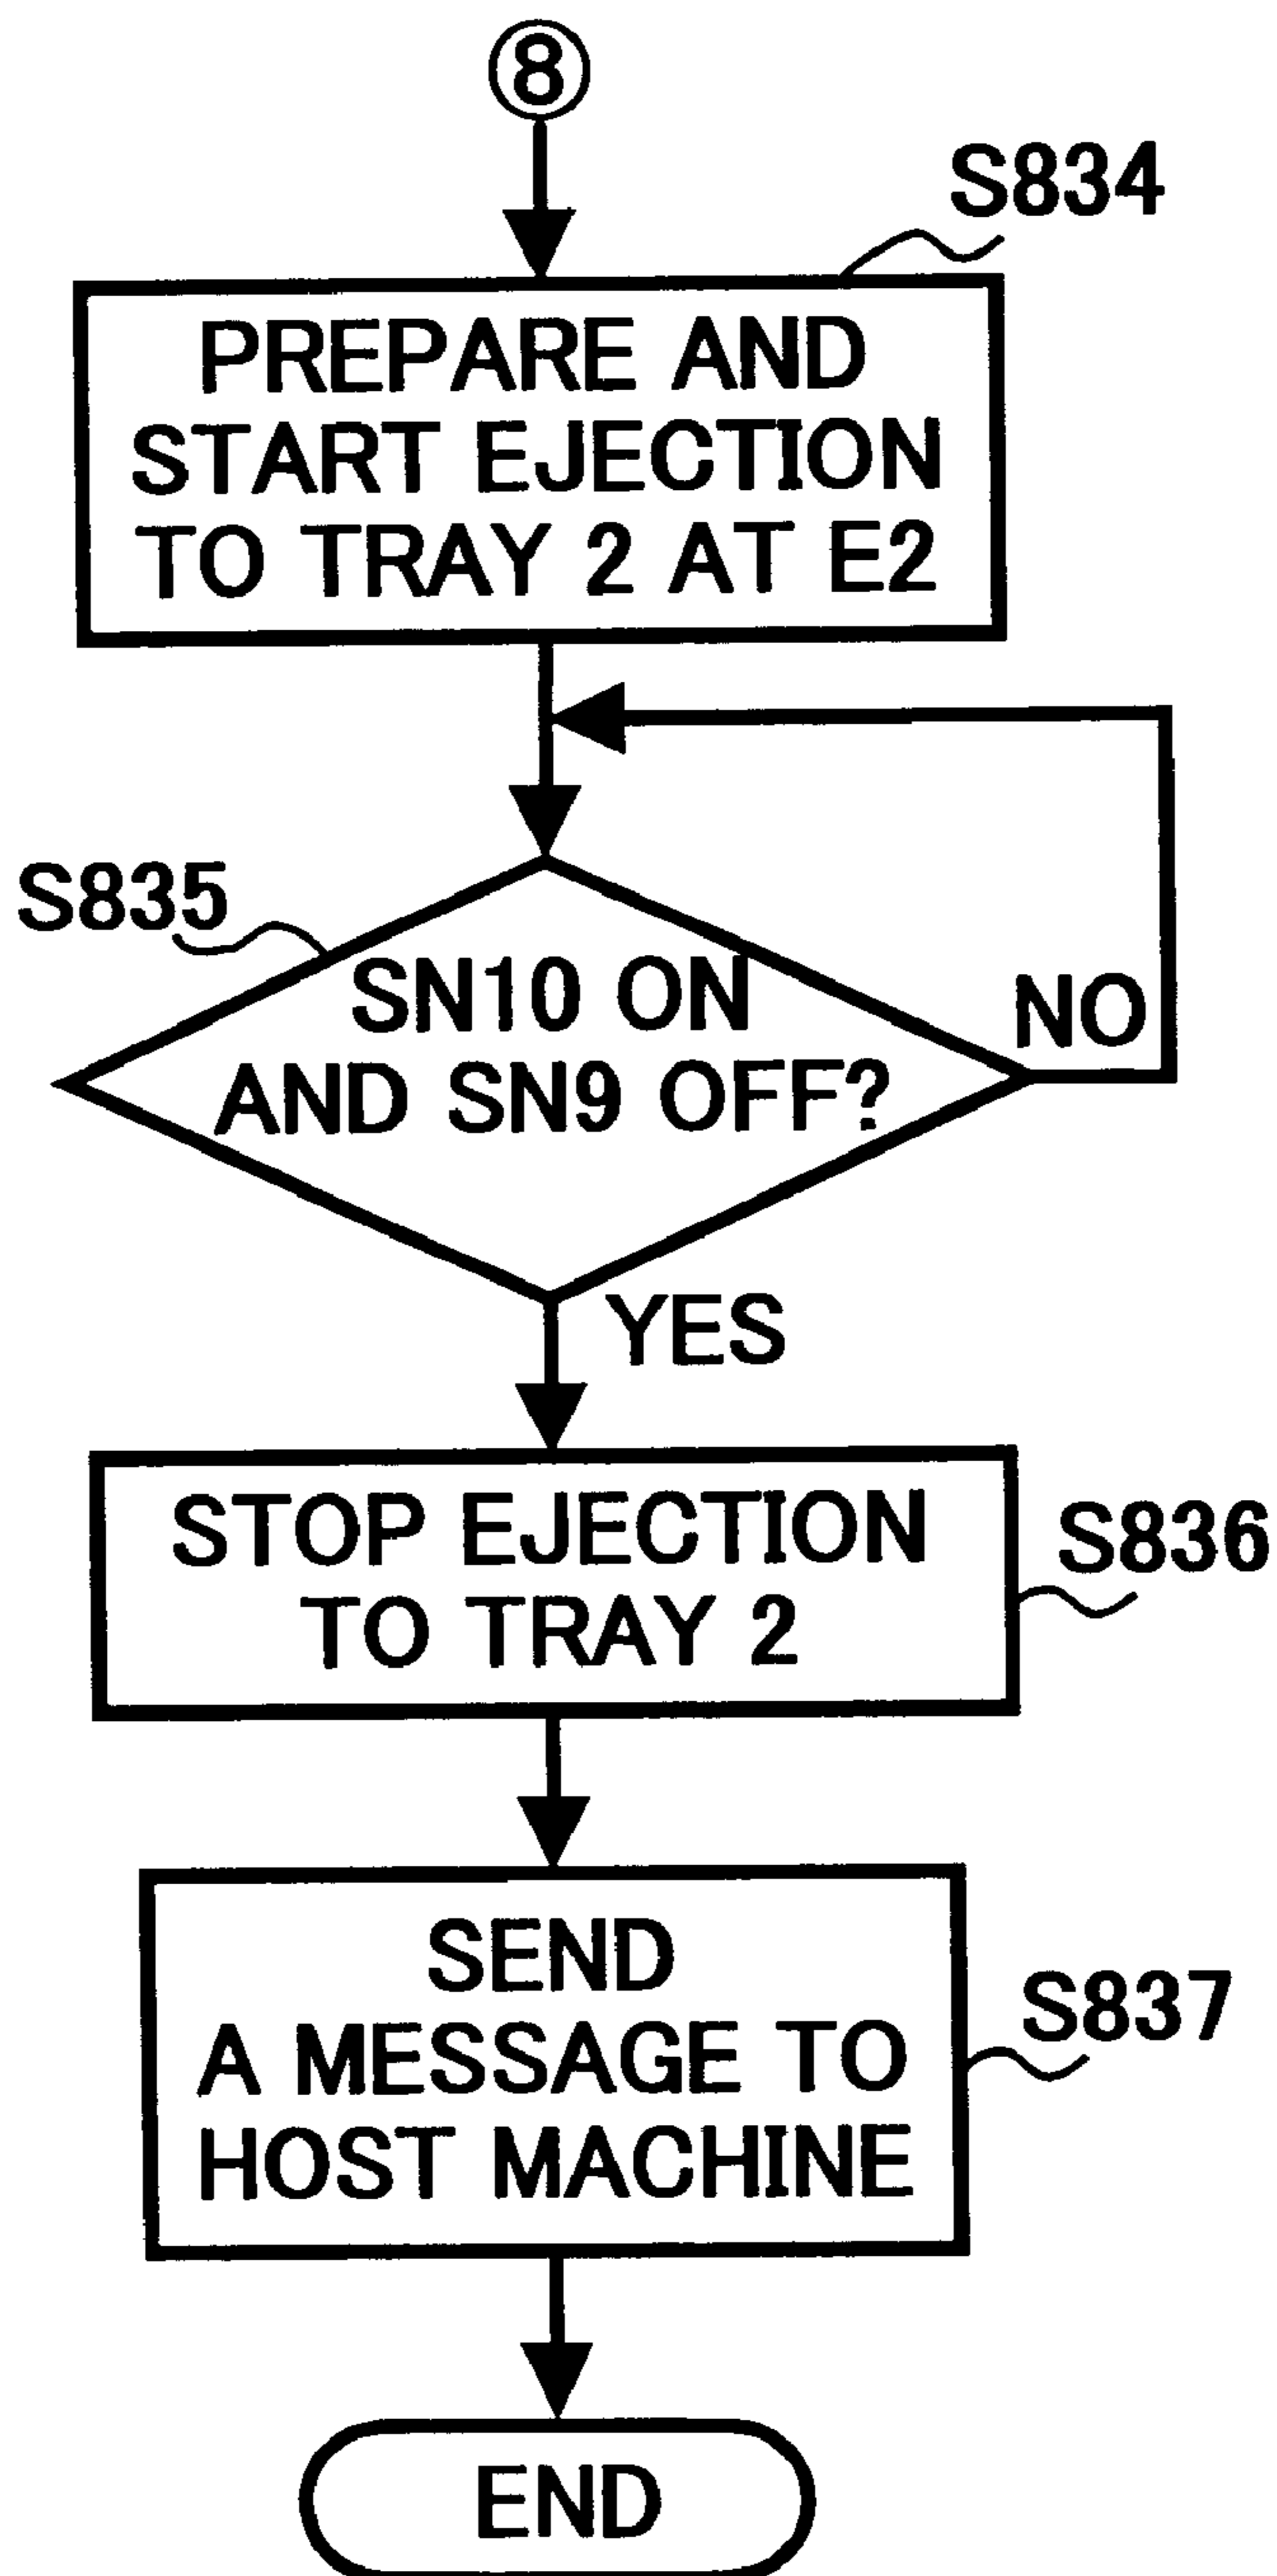 8
S834
PREPARE AND
START EJECTION
TO TRAY 2 AT E2
S835
SN10 ON
AND SN9 OFF?
NO
YES
STOP EJECTION
TO TRAY 2
S836
SEND
A MESSAGE TO
HOST MACHINE
S837
END